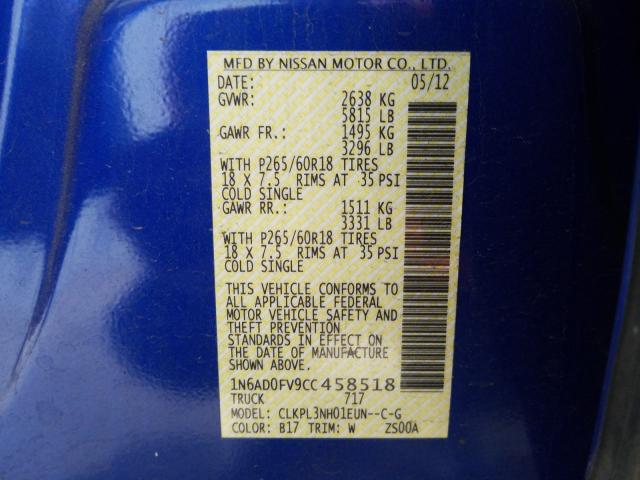 MFD BY NISSAN MOTOR CO., LTD.
DATE: 05/12
GVWR: 2638 KG
5815 LB
GAWR FR.: 1495 KG
3296 LB
WITH P265/60R18 TIRES
18 X 7.5 RIMS AT 35 PSI
COLD SINGLE
GAWR RR.: 1511 KG
3331 LB
WITH P265/60R18 TIRES
18 X 7.5 RIMS AT 35 PSI
COLD SINGLE
THIS VEHICLE CONFORMS TO
ALL APPLICABLE FEDERAL
MOTOR VEHICLE SAFETY AND
THEFT PREVENTION
STANDARDS IN EFFECT ON
THE DATE OF MANUFACTURE
SHOWN ABOVE.
1N6AD0FV9CC458518
TRUCK 717
MODEL: CLKPL3NH01EUN--C-G
COLOR: B17 TRIM: W ZS00A